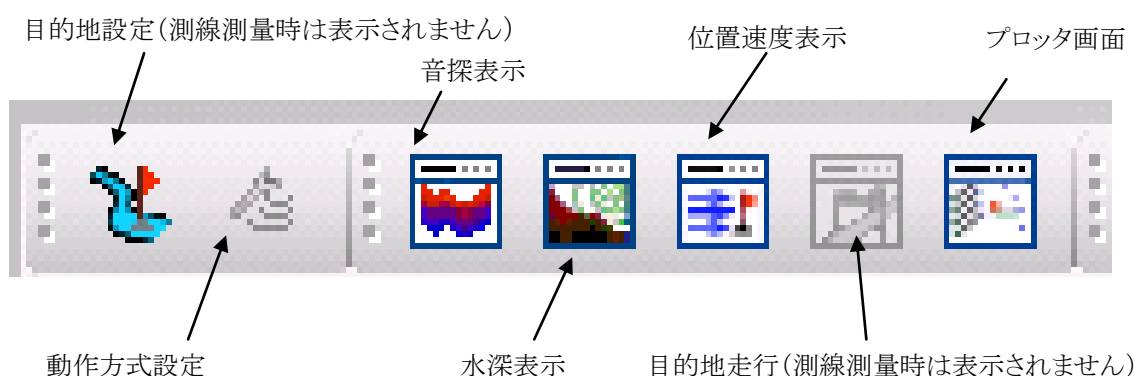 目的地設定(測線測量時は表示されません)
音探表示
位置速度表示
プロッタ画面
動作方式設定
水深表示
目的地走行(測線測量時は表示されません)